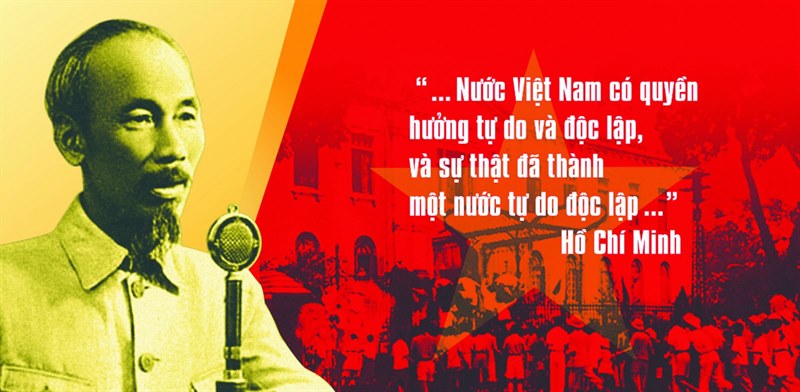 “... Nước Việt Nam có quyền
hưởng tự do và độc lập,
và sự thật đã thành
một nước tự do độc lập ...”
Hồ Chí Minh